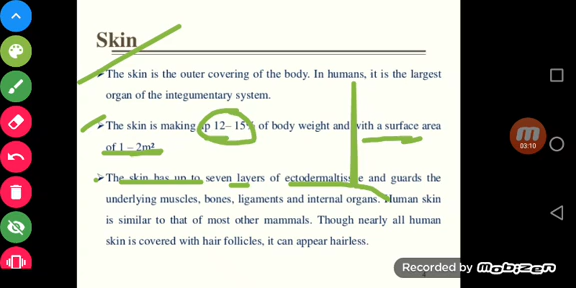 Skin
The skin is the outer covering of the body. In humans, it is the largest
organ of the integumentary system.
The skin is making up 12– 15% of body weight and with a surface area
of 1 – 2m²
The skin has up to seven layers of ectodermaltissue and guards the
underlying muscles, bones, ligaments and internal organs. Human skin
is similar to that of most other mammals. Though nearly all human
skin is covered with hair follicles, it can appear hairless.
03:10
Recorded by mobizen